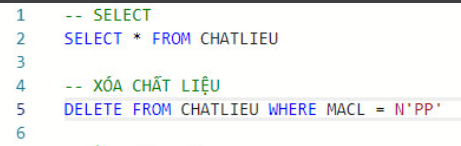 1 -- SELECT
2 SELECT * FROM CHATLIEU
3
4 -- XÓA CHẤT LIỆU
5 DELETE FROM CHATLIEU WHERE MACL = N'PP'
6